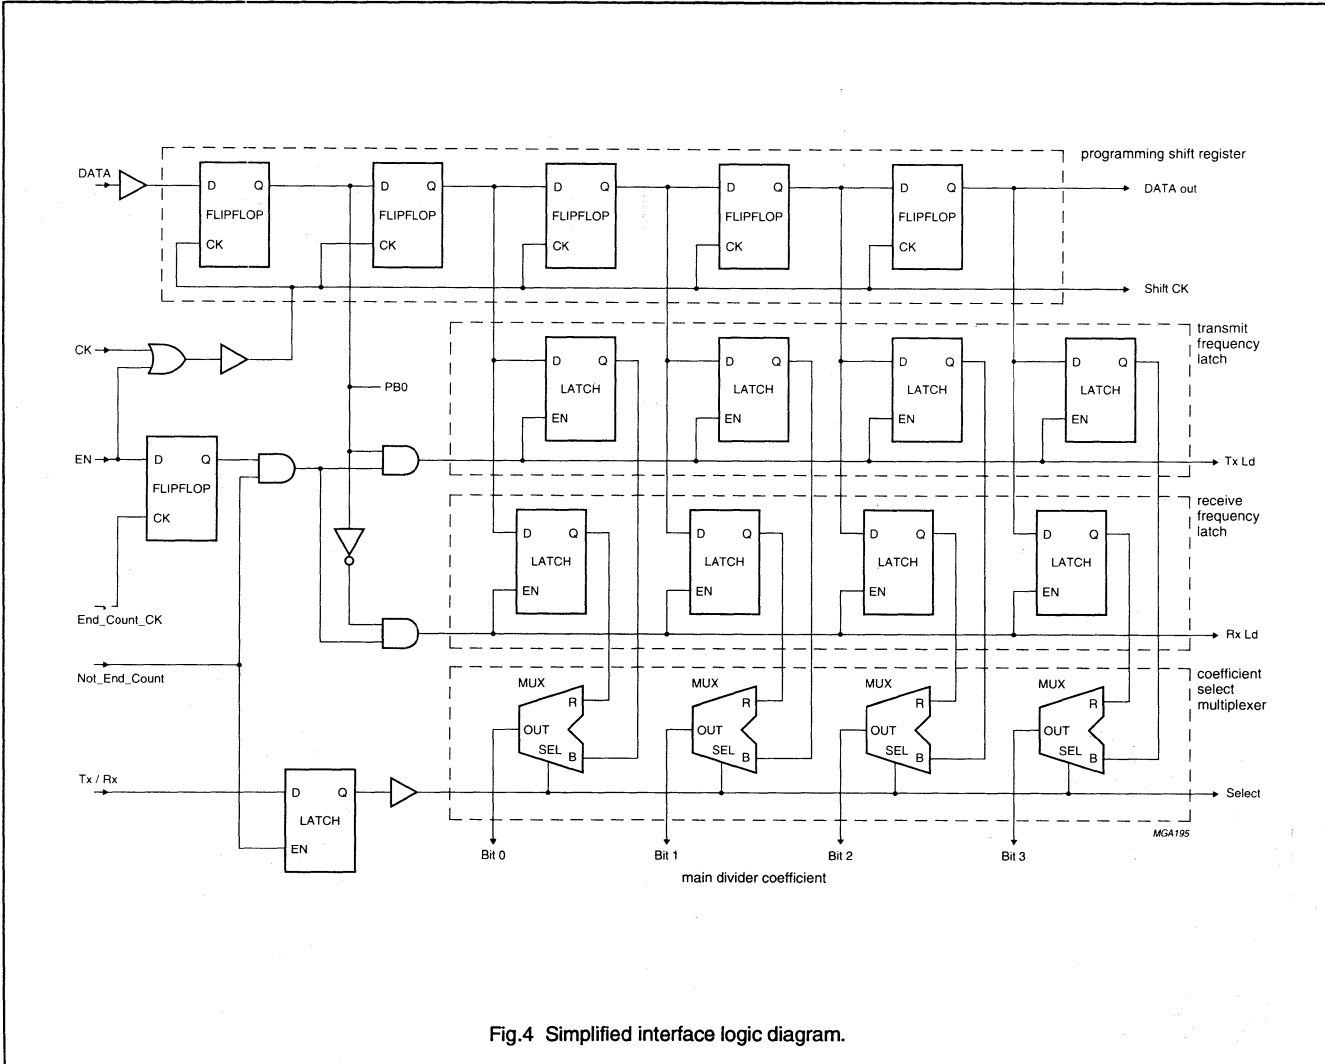 programming shift register
DATA
D Q
FLIPFLOP
CK
D Q
FLIPFLOP
CK
D Q
FLIPFLOP
CK
D Q
FLIPFLOP
CK
D Q
FLIPFLOP
CK
DATA out
Shift CK
transmit
frequency
latch
CK
PB0
D Q
LATCH
EN
D Q
LATCH
EN
D Q
LATCH
EN
D Q
LATCH
EN
EN
D Q
FLIPFLOP
CK
Tx Ld
receive
frequency
latch
D Q
LATCH
EN
D Q
LATCH
EN
D Q
LATCH
EN
D Q
LATCH
EN
End_Count_CK
Rx Ld
Not_End_Count
coefficient
select
multiplexer
MUX
R
OUT
SEL
B
MUX
R
OUT
SEL
B
MUX
R
OUT
SEL
B
MUX
R
OUT
SEL
B
Tx / Rx
D Q
LATCH
EN
Select
MGA195
Bit 0
Bit 1
Bit 2
Bit 3
main divider coefficient
Fig.4 Simplified interface logic diagram.